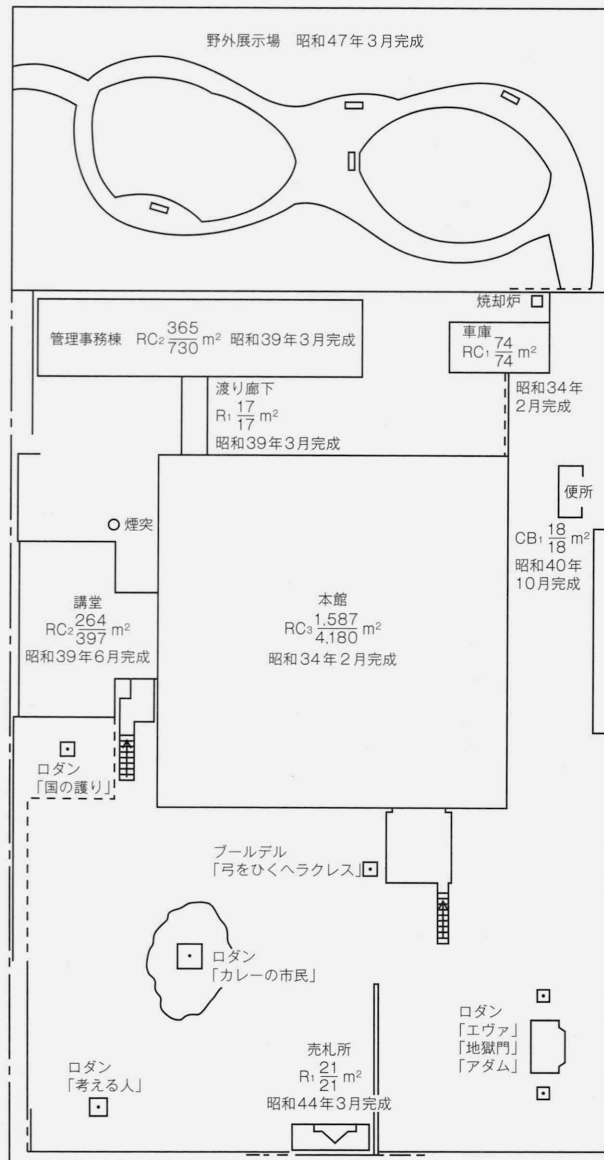 野外展示場 昭和47年3月完成
焼却炉
管理事務棟 RC₂ 365/730 m² 昭和39年3月完成
車庫
RC₁ 74/74 m²
昭和34年
2月完成
渡り廊下
R₁ 17/17 m²
昭和39年3月完成
便所
CB₁ 18/18 m²
昭和40年
10月完成
煙突
講堂
RC₂ 264/397 m²
昭和39年6月完成
本館
RC₃ 1,587/4,180 m²
昭和34年2月完成
ロダン
「国の護り」
ブールデル
「弓をひくヘラクレス」
ロダン
「カレーの市民」
ロダン
「エヴァ」
「地獄門」
「アダム」
売札所
R₁ 21/21 m²
昭和44年3月完成
ロダン
「考える人」